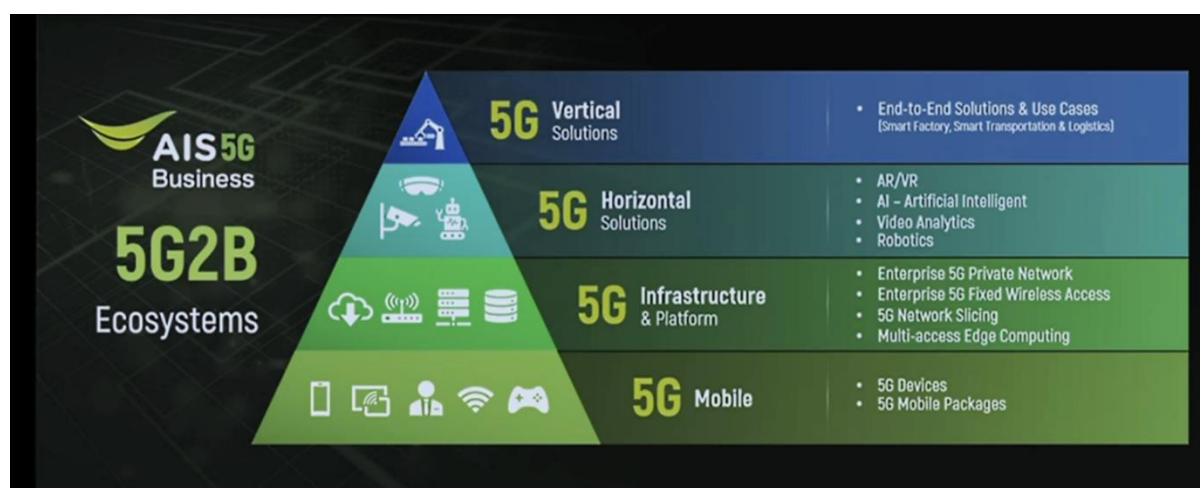 AIS 5G
Business
5G2B
Ecosystems
5G Vertical
Solutions
• End-to-End Solutions & Use Cases
(Smart Factory, Smart Transportation & Logistics)
5G Horizontal
Solutions
• AR/VR
• AI – Artificial Intelligent
• Video Analytics
• Robotics
5G Infrastructure
& Platform
• Enterprise 5G Private Network
• Enterprise 5G Fixed Wireless Access
• 5G Network Slicing
• Multi-access Edge Computing
5G Mobile
• 5G Devices
• 5G Mobile Packages